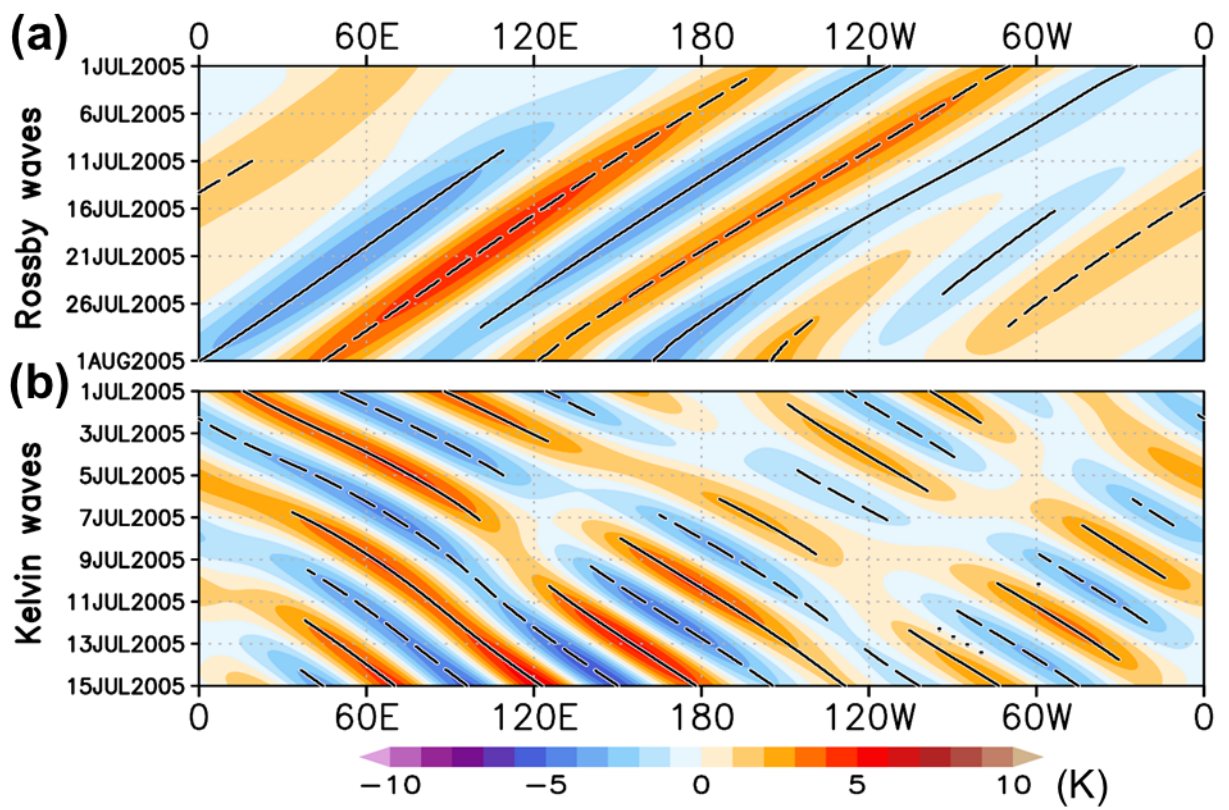 (a)
0 60E 120E 180 120W 60W 0
Rossby waves
1JUL2005
6JUL2005
11JUL2005
16JUL2005
21JUL2005
26JUL2005
1AUG2005
(b)
Kelvin waves
1JUL2005
3JUL2005
5JUL2005
7JUL2005
9JUL2005
11JUL2005
13JUL2005
15JUL2005
0 60E 120E 180 120W 60W 0
−10 −5 0 5 10 (K)